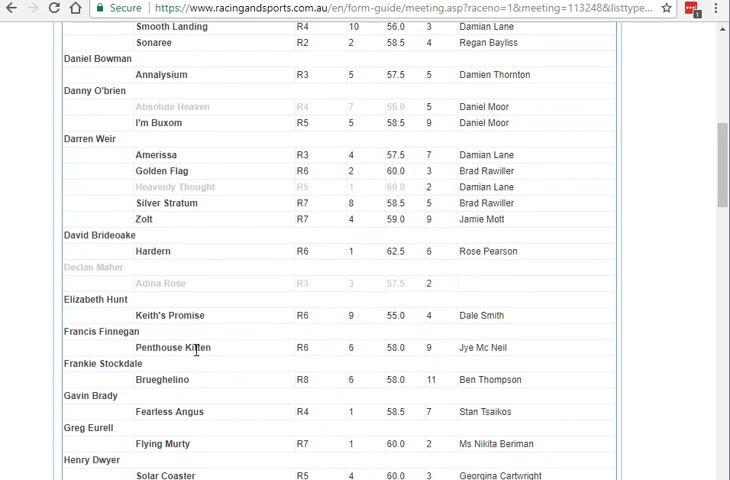 Secure https://www.racingandsports.com.au/en/form-guide/meeting.asp?raceno=1&meeting=113248&listtype...
1
Smooth Landing R4 10 56.0 3 Damian Lane
Sonaree R2 2 58.5 4 Regan Bayliss
Daniel Bowman
Annalysium R3 5 57.5 5 Damien Thornton
Danny O'brien
Absolute Heaven R4 7 56.0 5 Daniel Moor
I'm Buxom R5 5 58.5 9 Daniel Moor
Darren Weir
Amerissa R3 4 57.5 7 Damian Lane
Golden Flag R6 2 60.0 3 Brad Rawiller
Heavenly Thought R5 1 60.0 2 Damian Lane
Silver Stratum R7 8 58.5 5 Brad Rawiller
Zolt R7 4 59.0 9 Jamie Mott
David Brideoake
Hardern R6 1 62.5 6 Rose Pearson
Declan Maher
Adina Rose R3 3 57.5 2
Elizabeth Hunt
Keith's Promise R6 9 55.0 4 Dale Smith
Francis Finnegan
Penthouse Kitten R6 6 58.0 9 Jye Mc Neil
Frankie Stockdale
Brueghelino R8 6 58.0 11 Ben Thompson
Gavin Brady
Fearless Angus R4 1 58.5 7 Stan Tsaikos
Greg Eurell
Flying Murty R7 1 60.0 2 Ms Nikita Beriman
Henry Dwyer
Solar Coaster R5 4 60.0 3 Georgina Cartwright